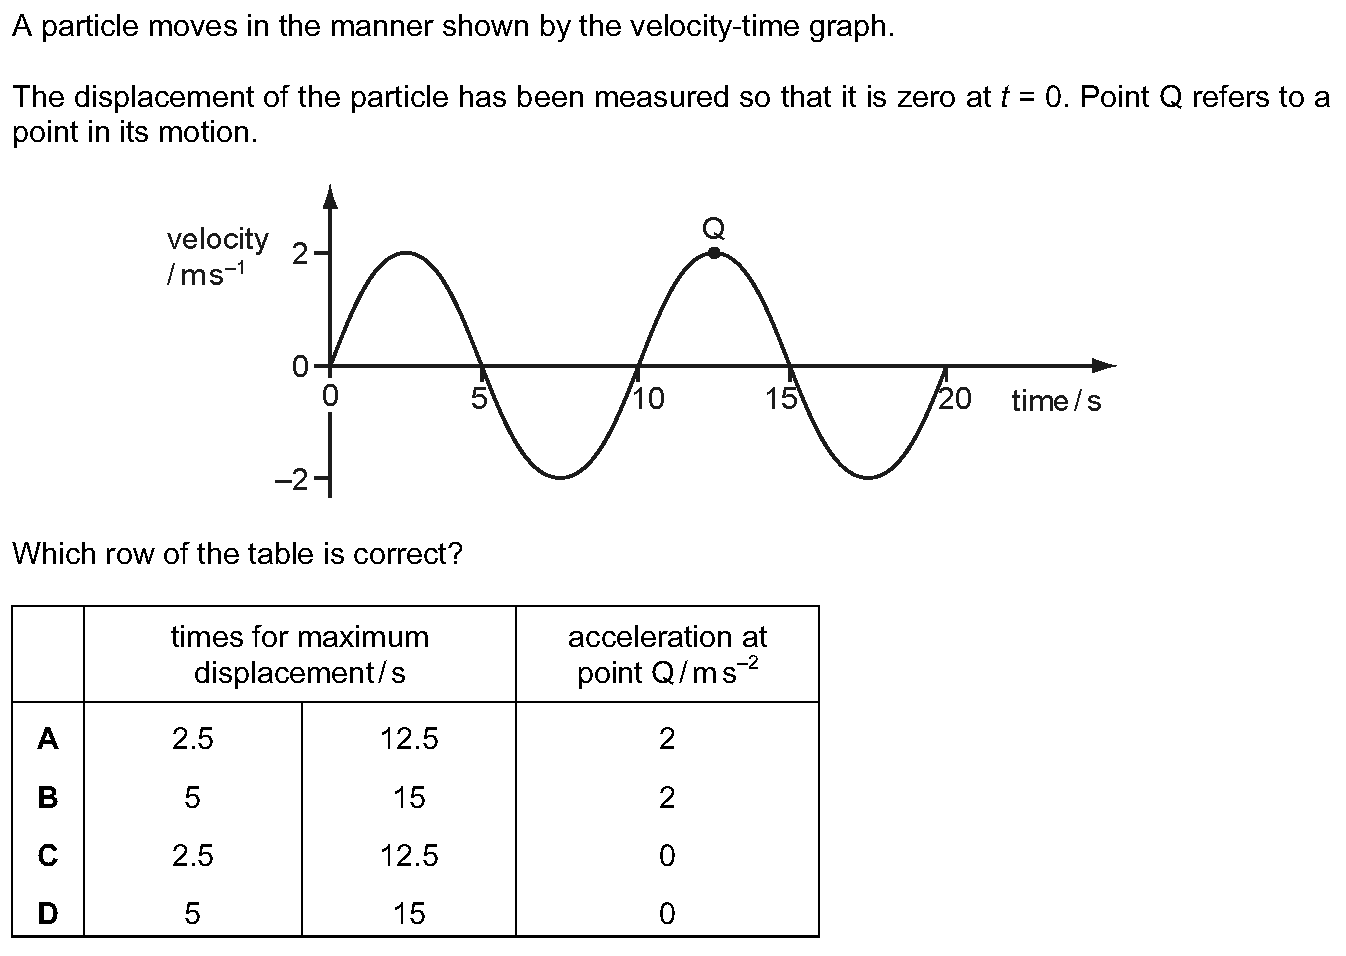 A particle moves in the manner shown by the velocity-time graph.
The displacement of the particle has been measured so that it is zero at t = 0. Point Q refers to a
point in its motion.
Q
velocity 2
/ m s⁻¹
0
0 5 10 15 20 time / s
–2
Which row of the table is correct?
times for maximum acceleration at
displacement / s point Q / m s⁻²
A 2.5 12.5 2
B 5 15 2
C 2.5 12.5 0
D 5 15 0